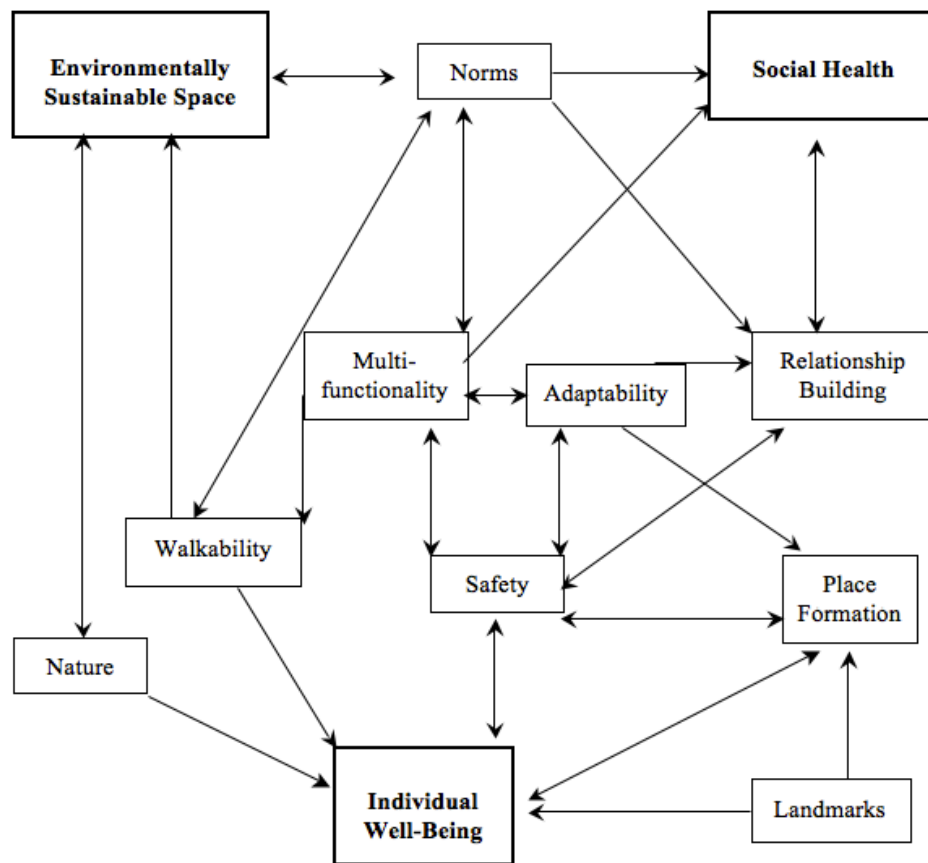 Environmentally
Sustainable Space
Norms
Social Health
Multi-
functionality
Adaptability
Relationship
Building
Walkability
Safety
Place
Formation
Nature
Individual
Well-Being
Landmarks